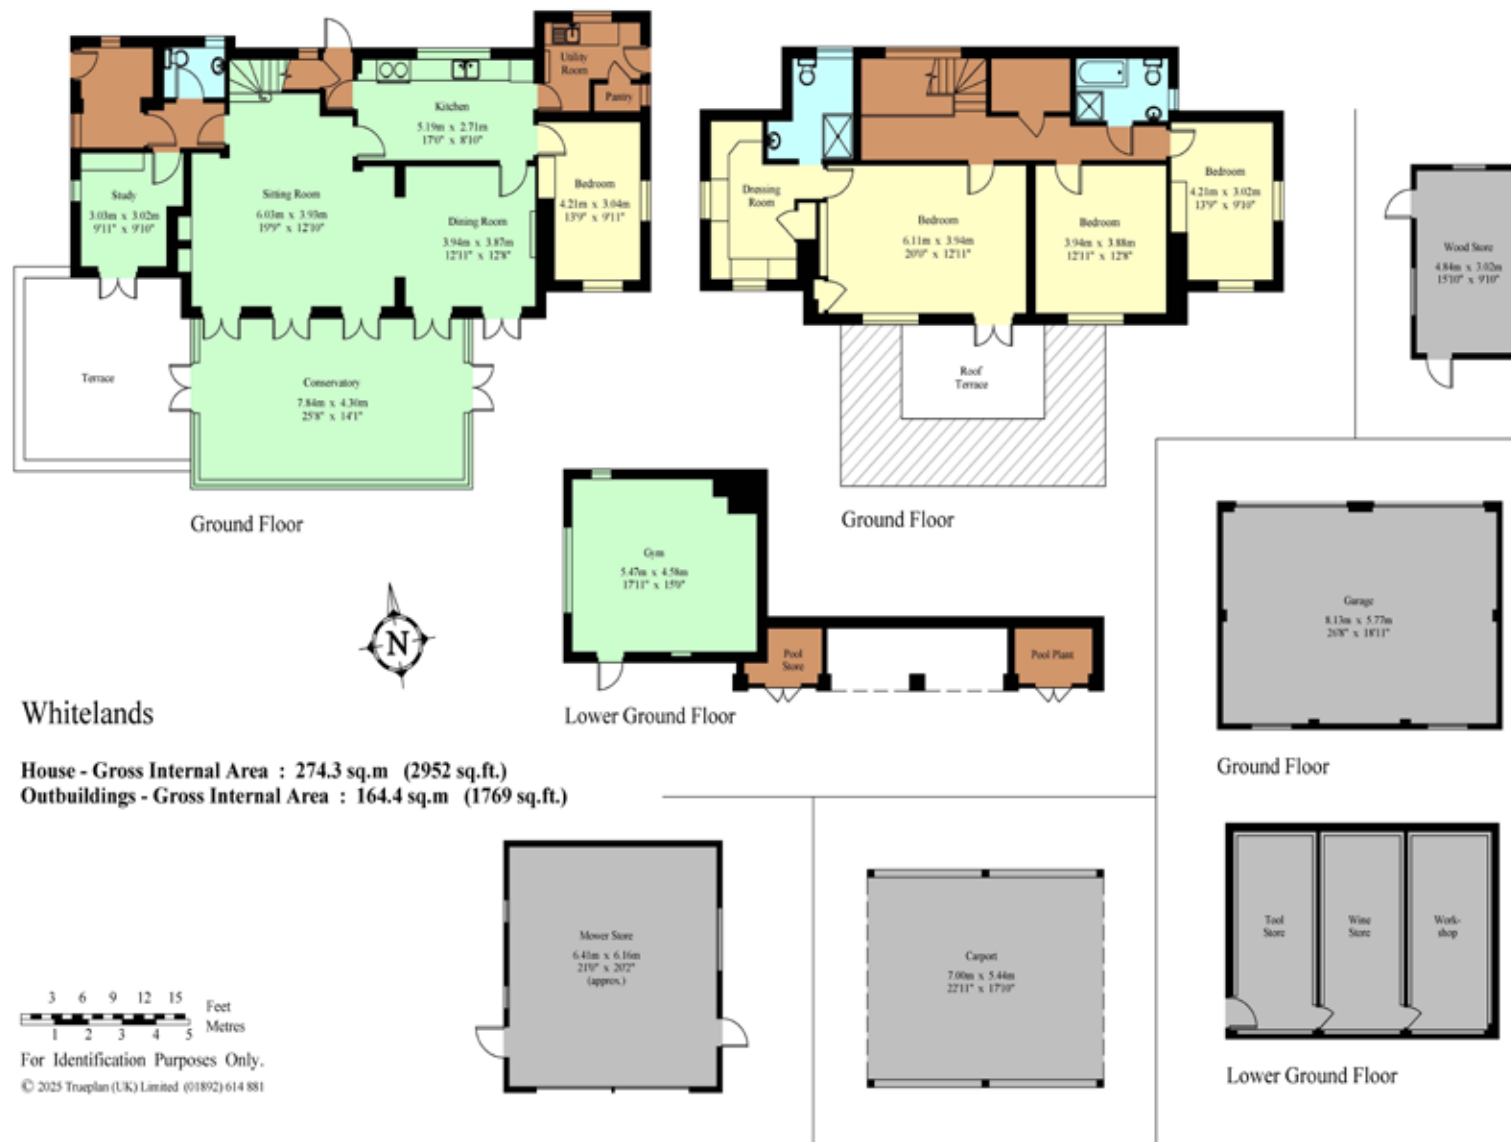 Utility
Room
Pantry
Kitchen
5.19m x 2.71m
17'0" x 8'10"
Study
3.03m x 3.02m
9'11" x 9'10"
Sitting Room
6.03m x 3.93m
19'9" x 12'10"
Dining Room
3.94m x 3.87m
12'11" x 12'8"
Bedroom
4.21m x 3.04m
13'9" x 9'11"
Terrace
Conservatory
7.84m x 4.30m
25'8" x 14'1"
Ground Floor
Dressing
Room
Bedroom
6.11m x 3.94m
20'0" x 12'11"
Bedroom
3.94m x 3.88m
12'11" x 12'8"
Bedroom
4.21m x 3.02m
13'9" x 9'10"
Roof
Terrace
Ground Floor
Wood Store
4.84m x 3.02m
15'10" x 9'10"
Gym
5.47m x 4.58m
17'11" x 15'0"
Pool
Store
Pool Plant
Lower Ground Floor
Garage
8.13m x 5.77m
26'8" x 18'11"
Ground Floor
N
Whitelands
House - Gross Internal Area : 274.3 sq.m (2952 sq.ft.)
Outbuildings - Gross Internal Area : 164.4 sq.m (1769 sq.ft.)
Mower Store
6.41m x 6.16m
21'0" x 20'2"
(approx.)
Carport
7.00m x 5.44m
22'11" x 17'10"
Tool
Store
Wine
Store
Work-
shop
Lower Ground Floor
3 6 9 12 15 Feet
1 2 3 4 5 Metres
For Identification Purposes Only.
© 2025 Trueplan (UK) Limited (01892) 614 881